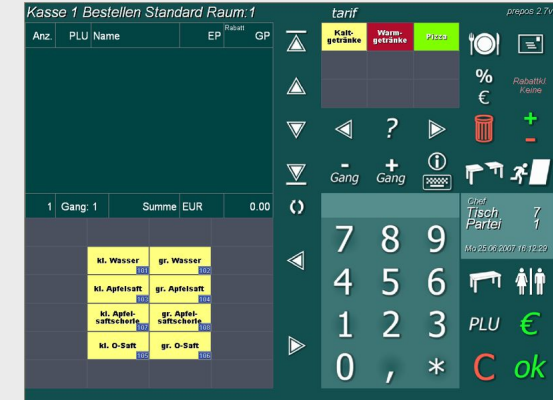 Kasse 1 Bestellen Standard Raum:1
tarif
prepos 2.7v
Anz. PLU Name EP Rabatt GP
Kalt-
getränke
Warm-
getränke
Pizza
%
€
Rabattkl
Keine
?
+
-
-
Gang
+
Gang
i
1 Gang: 1 Summe EUR 0.00
Chef
Tisch 7
Partei 1
Mo 25.06.2007 16:12:29
kl. Wasser
101
gr. Wasser
102
kl. Apfelsaft
103
gr. Apfelsaft
104
kl. Apfel-
saftschorle
107
gr. Apfel-
saftschorle
108
kl. O-Saft
105
gr. O-Saft
106
7 8 9
4 5 6
1 2 3
0 , *
PLU €
C ok